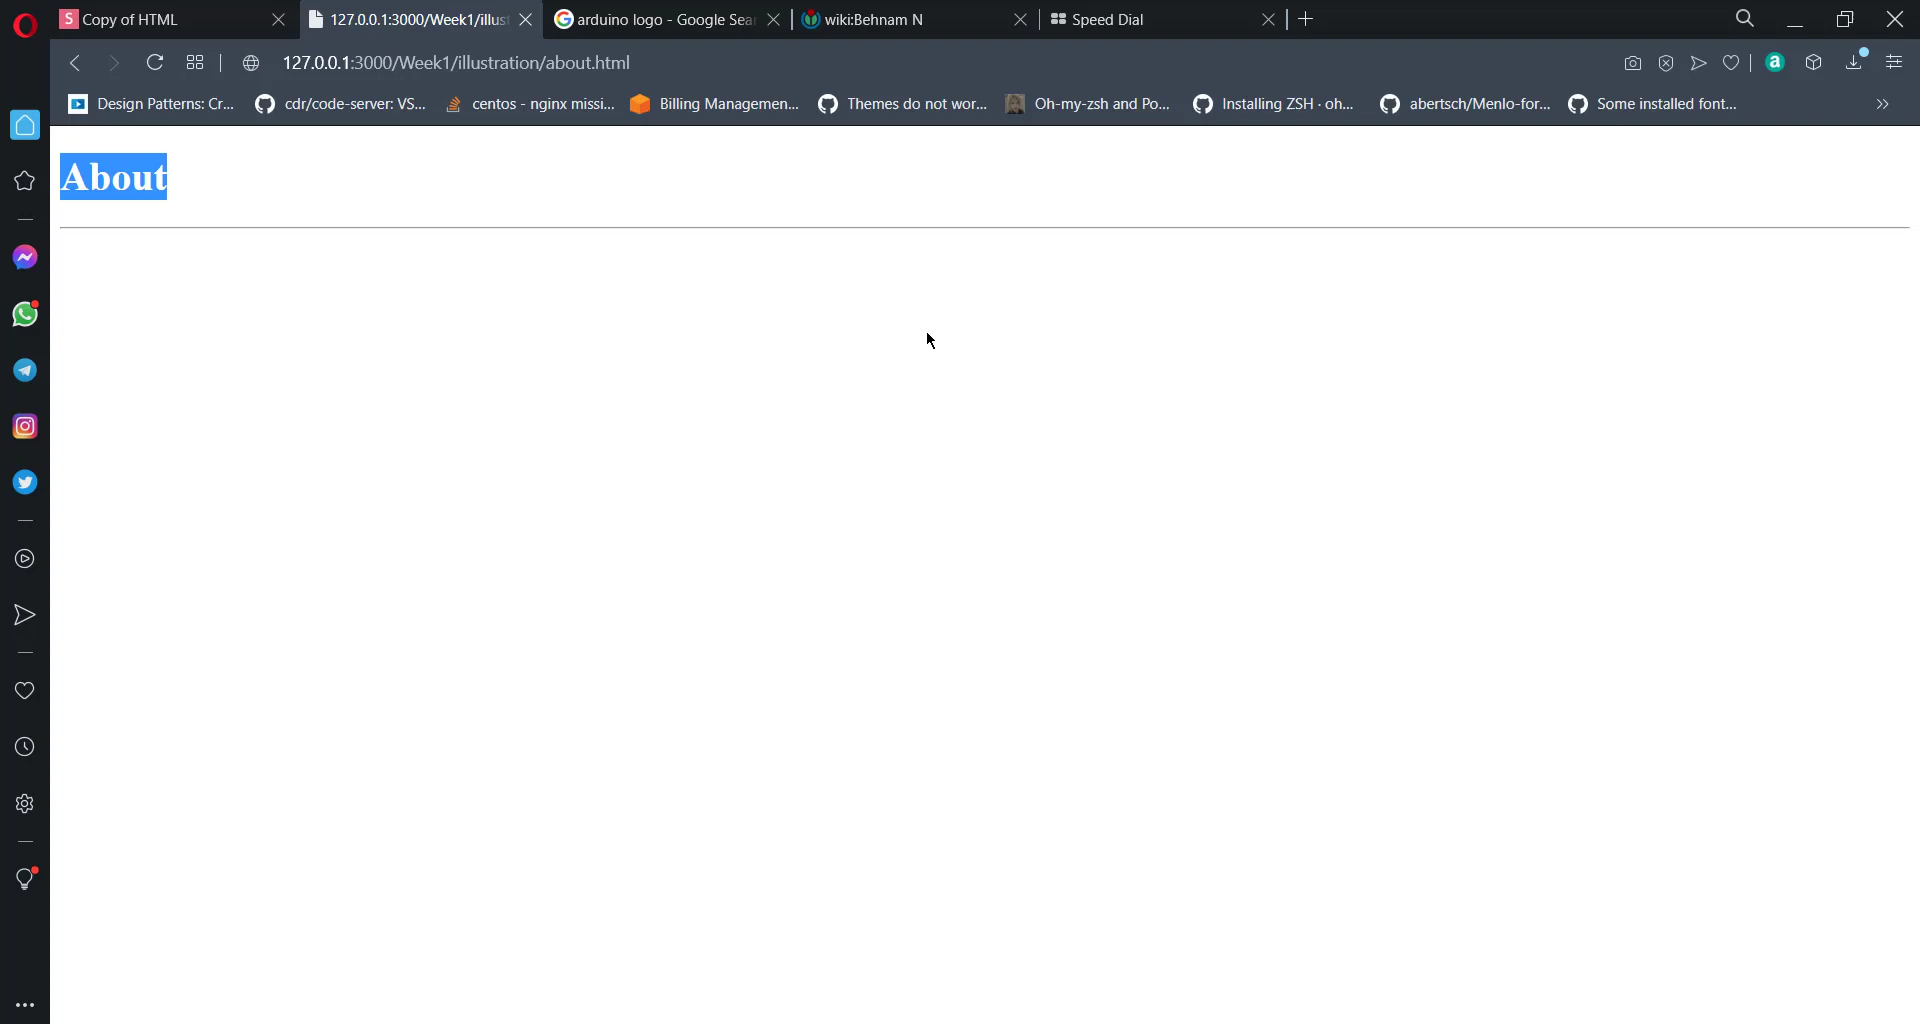 Copy of HTML
127.0.0.1:3000/Week1/illus
arduino logo - Google Sea
wiki:Behnam N
Speed Dial
127.0.0.1:3000/Week1/illustration/about.html
Design Patterns: Cr...
cdr/code-server: VS...
centos - nginx missi...
Billing Managemen...
Themes do not wor...
Oh-my-zsh and Po...
Installing ZSH · oh...
abertsch/Menlo-for...
Some installed font...
About